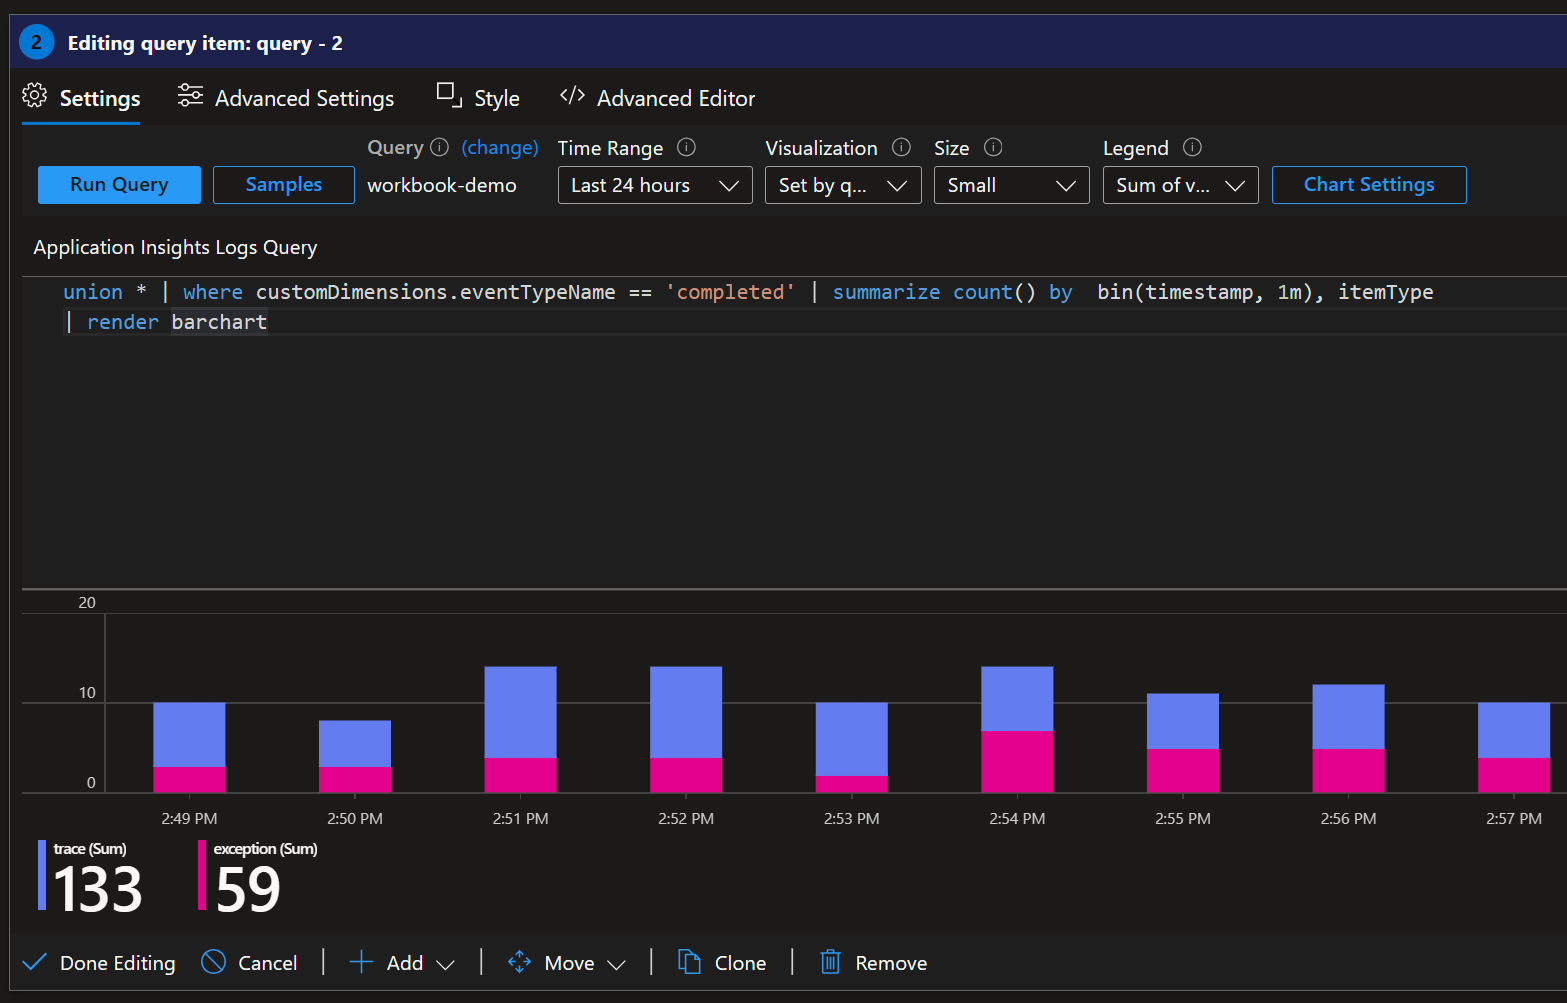 2 Editing query item: query - 2
Settings Advanced Settings Style </> Advanced Editor
Query (change) Time Range Visualization Size Legend
Run Query Samples workbook-demo Last 24 hours Set by q... Small Sum of v... Chart Settings
Application Insights Logs Query
union * | where customDimensions.eventTypeName == 'completed' | summarize count() by  bin(timestamp, 1m), itemType
| render barchart
20
10
0
2:49 PM 2:50 PM 2:51 PM 2:52 PM 2:53 PM 2:54 PM 2:55 PM 2:56 PM 2:57 PM
trace (Sum) exception (Sum)
133 59
Done Editing Cancel | Add | Move | Clone | Remove